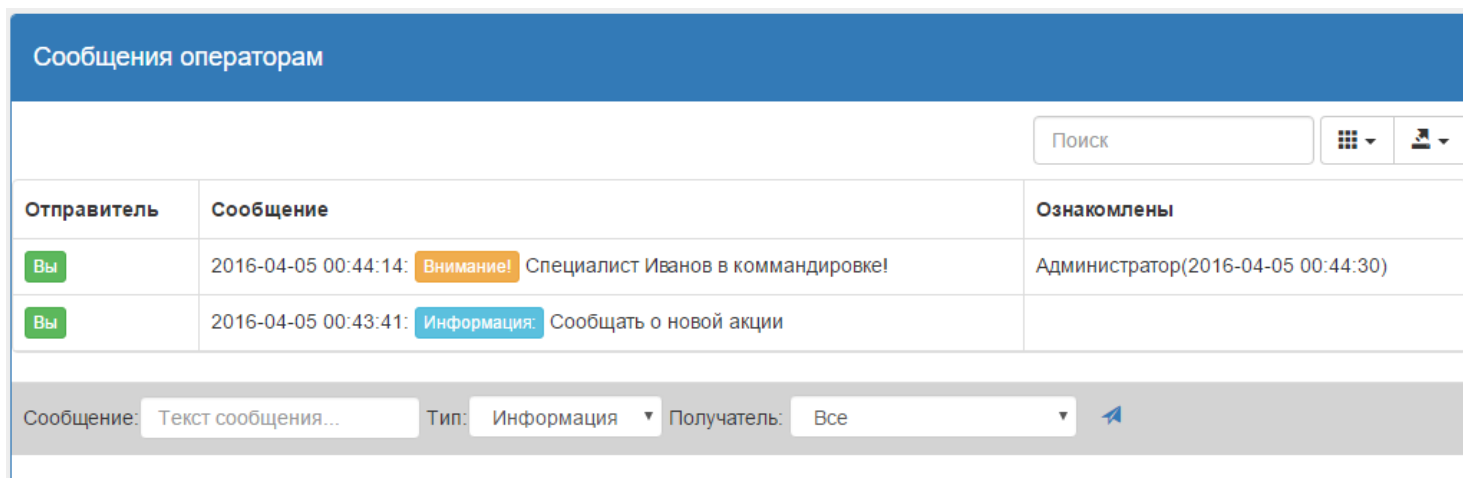 Сообщения операторам
Поиск
Отправитель Сообщение Ознакомлены
Вы 2016-04-05 00:44:14: Внимание! Специалист Иванов в коммандировке! Администратор(2016-04-05 00:44:30)
Вы 2016-04-05 00:43:41: Информация: Сообщать о новой акции
Сообщение: Текст сообщения... Тип: Информация Получатель: Все